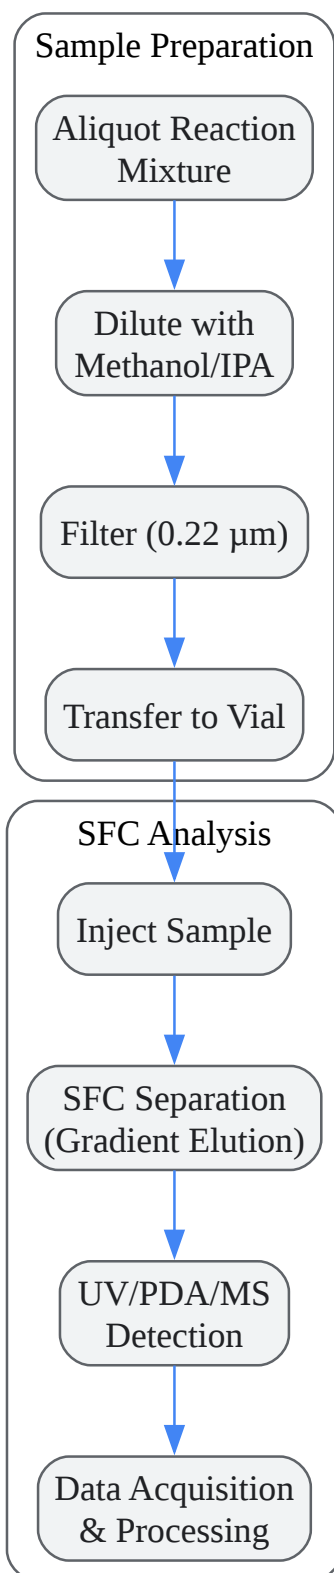 Sample Preparation
Aliquot Reaction
Mixture
Dilute with
Methanol/IPA
Filter (0.22 µm)
Transfer to Vial
SFC Analysis
Inject Sample
SFC Separation
(Gradient Elution)
UV/PDA/MS
Detection
Data Acquisition
& Processing